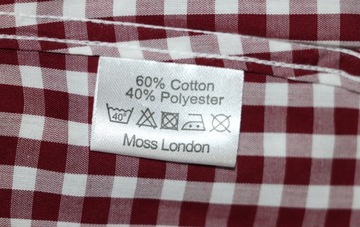 60% Cotton
40% Polyester
40
Moss London